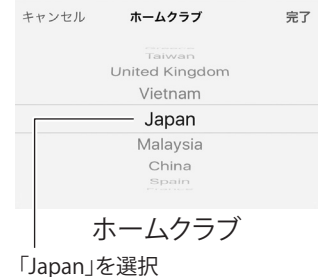 キャンセル ホームクラブ 完了
Taiwan
United Kingdom
Vietnam
Japan
Malaysia
China
Spain
ホームクラブ
「Japan」を選択